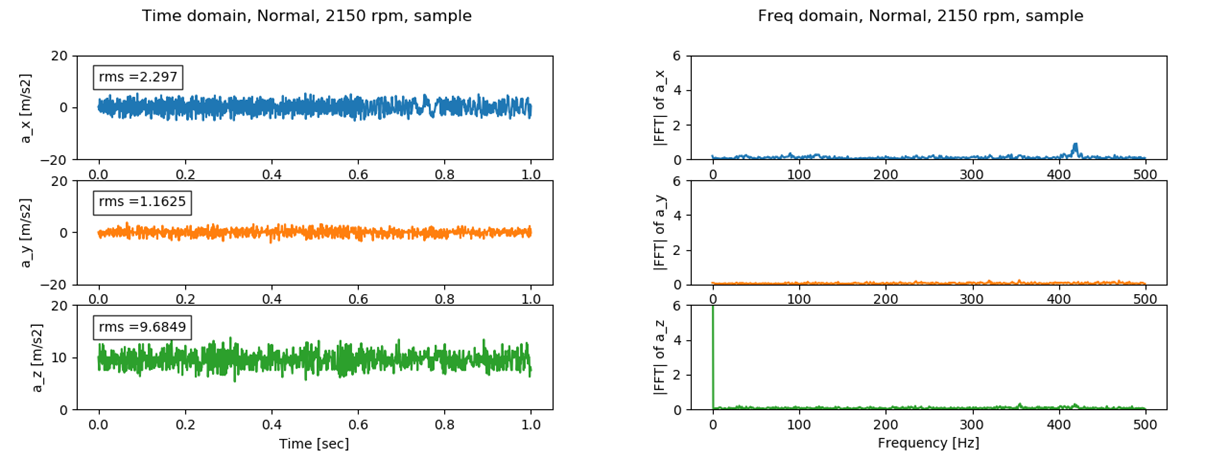 Time domain, Normal, 2150 rpm, sample
20
0
−20
a_x [m/s2]
rms =2.297
0.0 0.2 0.4 0.6 0.8 1.0
20
0
−20
a_y [m/s2]
rms =1.1625
0.0 0.2 0.4 0.6 0.8 1.0
20
10
0
a_z [m/s2]
rms =9.6849
0.0 0.2 0.4 0.6 0.8 1.0
Time [sec]
Freq domain, Normal, 2150 rpm, sample
6
4
2
0
|FFT| of a_x
0 100 200 300 400 500
6
4
2
0
|FFT| of a_y
0 100 200 300 400 500
6
4
2
0
|FFT| of a_z
0 100 200 300 400 500
Frequency [Hz]